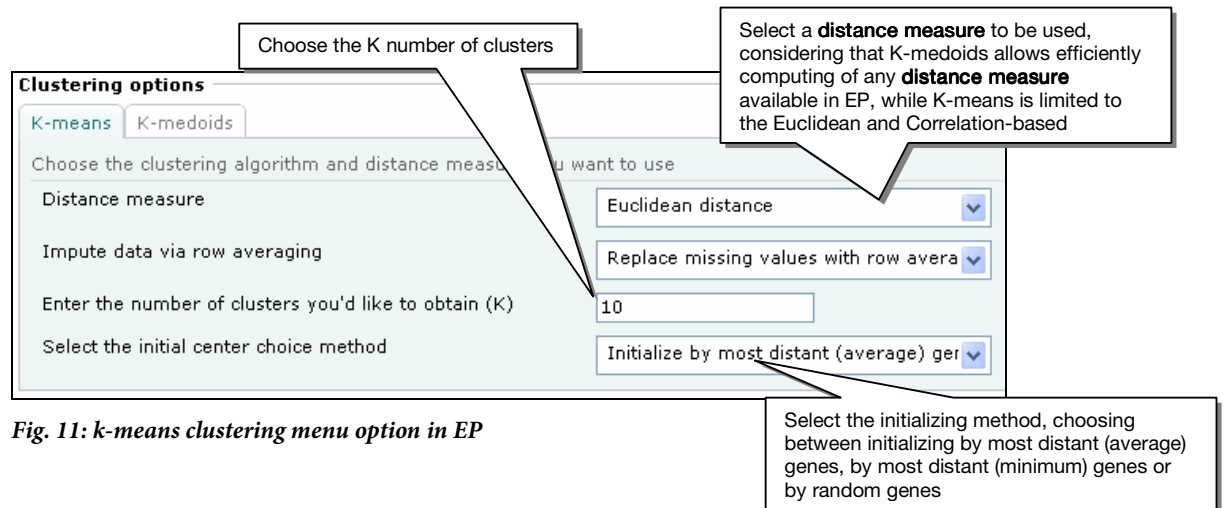 Choose the K number of clusters
Select a distance measure to be used,
considering that K-medoids allows efficiently
computing of any distance measure
available in EP, while K-means is limited to
the Euclidean and Correlation-based
Clustering options
K-means K-medoids
Choose the clustering algorithm and distance measu u want to use
Distance measure
Euclidean distance
Impute data via row averaging
Replace missing values with row avera
Enter the number of clusters you'd like to obtain (K)
10
Select the initial center choice method
Initialize by most distant (average) ger
Fig. 11: k-means clustering menu option in EP
Select the initializing method, choosing
between initializing by most distant (average)
genes, by most distant (minimum) genes or
by random genes